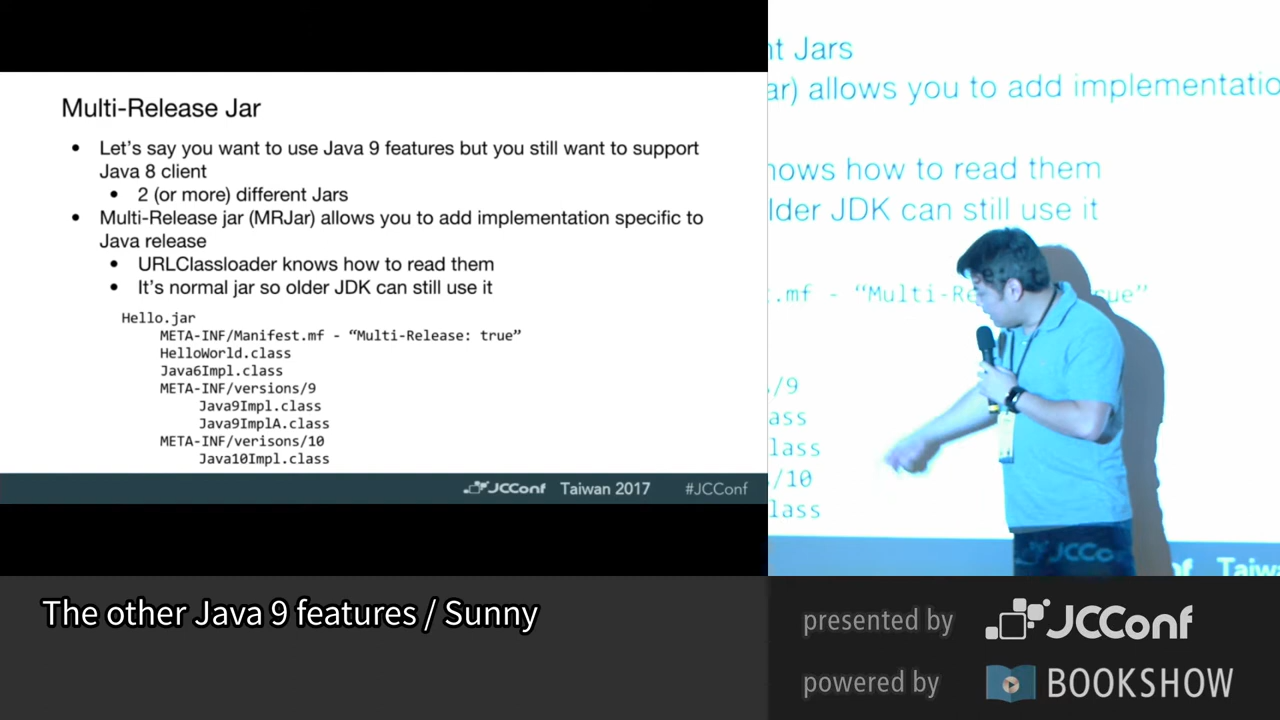 Multi-Release Jar
• Let's say you want to use Java 9 features but you still want to support
Java 8 client
• 2 (or more) different Jars
• Multi-Release jar (MRJar) allows you to add implementation specific to
Java release
• URLClassloader knows how to read them
• It's normal jar so older JDK can still use it
Hello.jar
META-INF/Manifest.mf - “Multi-Release: true”
HelloWorld.class
Java6Impl.class
META-INF/versions/9
Java9Impl.class
Java9ImplA.class
META-INF/verisons/10
Java10Impl.class
JCConf Taiwan 2017 #JCConf
nt Jars
ar) allows you to add implementatio
nows how to read them
lder JDK can still use it
.mf - “Multi-Re rue”
/9
ass
lass
/10
lass
JCCo
nf Taiw
The other Java 9 features / Sunny
presented by JCConf
powered by BOOKSHOW